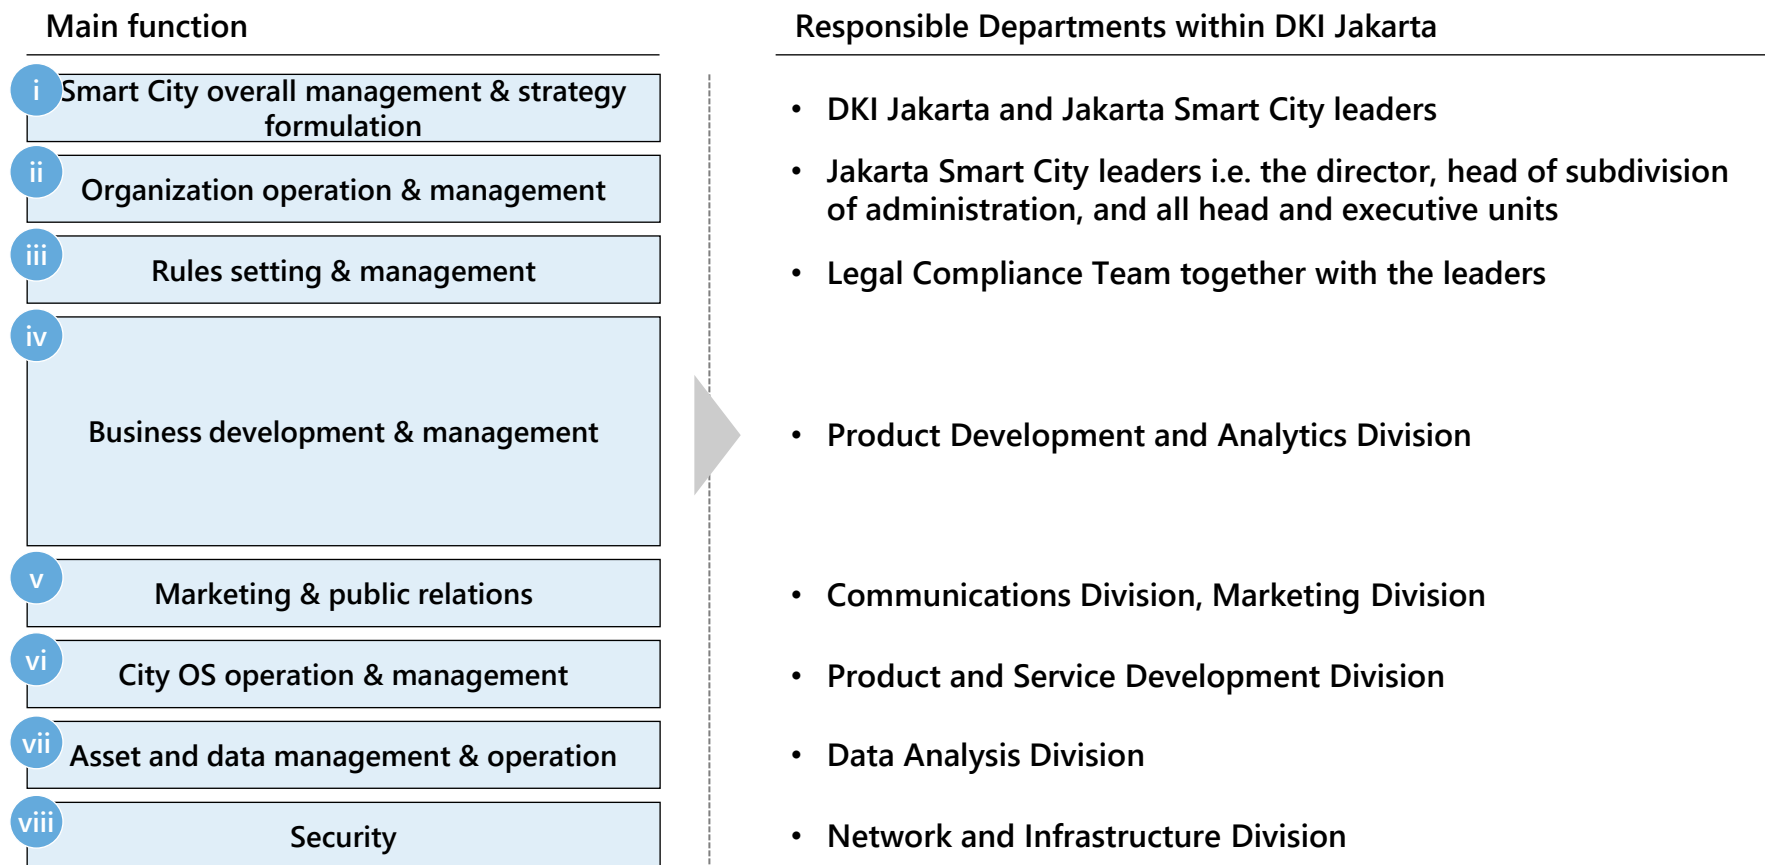 Main function
Responsible Departments within DKI Jakarta
i
Smart City overall management & strategy
formulation
• DKI Jakarta and Jakarta Smart City leaders
ii
Organization operation & management
• Jakarta Smart City leaders i.e. the director, head of subdivision
of administration, and all head and executive units
iii
Rules setting & management
• Legal Compliance Team together with the leaders
iv
Business development & management
• Product Development and Analytics Division
v
Marketing & public relations
• Communications Division, Marketing Division
vi
City OS operation & management
• Product and Service Development Division
vii
Asset and data management & operation
• Data Analysis Division
viii
Security
• Network and Infrastructure Division